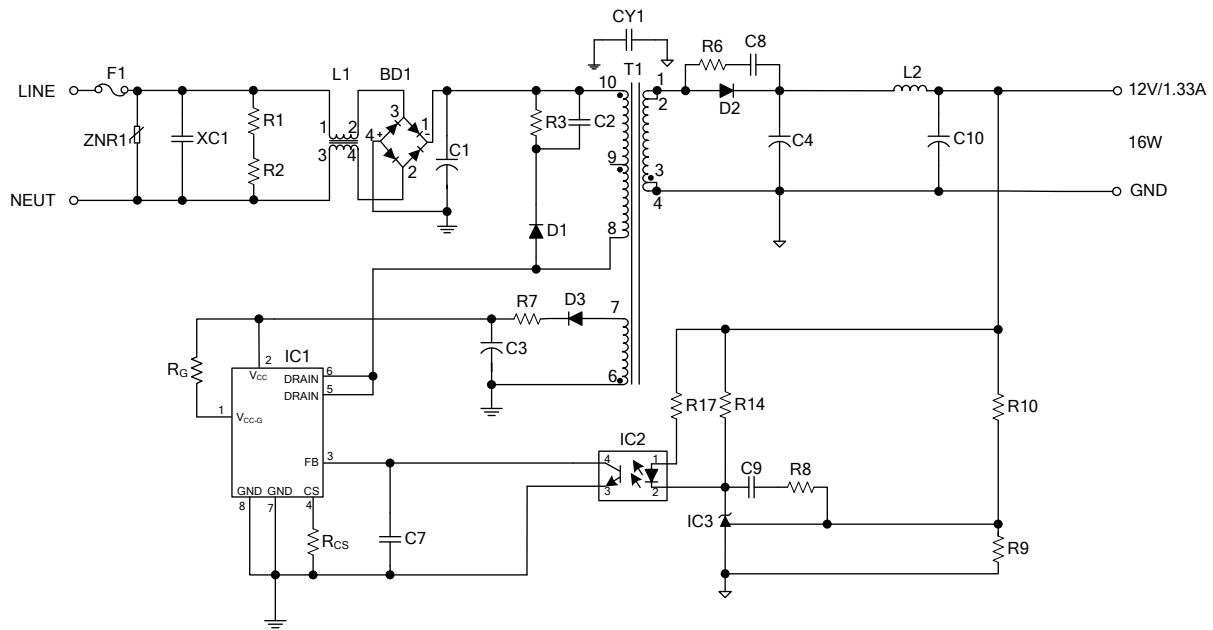 CY1
F1
L1
BD1
T1
R6
C8
L2
LINE
10
1
2
D2
12V/1.33A
ZNR1
XC1
R1
R2
1
2
3
4
3
4
+
1
-
2
C1
R3
C2
9
3
4
C4
C10
16W
NEUT
GND
8
D1
R7
D3
7
C3
6
RG
IC1
2
VCC
DRAIN
6
DRAIN
5
1
VCC-G
FB
3
GND
GND
CS
8
7
4
RCS
C7
IC2
4
3
1
2
R17
R14
R10
C9
R8
IC3
R9